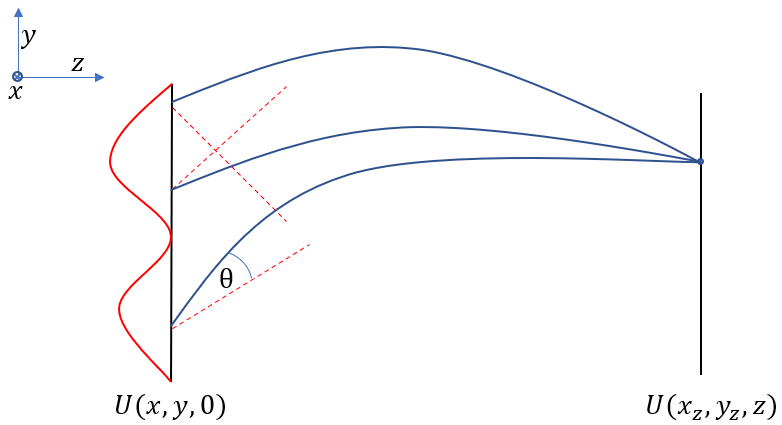 y
z
x
θ
U(x, y, 0)
U(x_z, y_z, z)